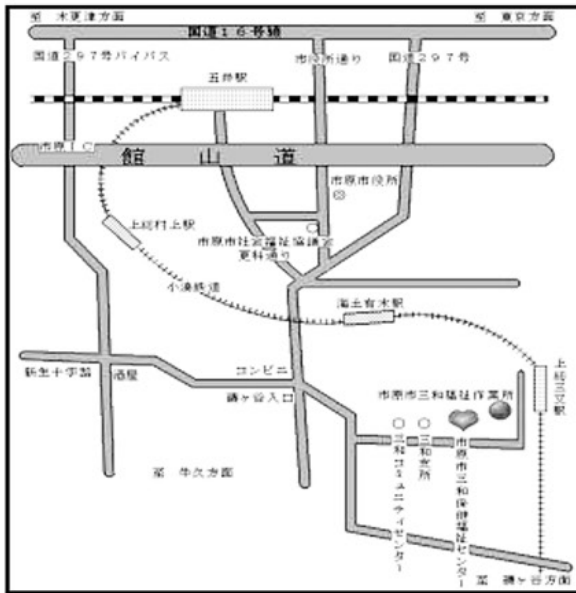 至 木更津方面
至 東京方面
国道16号線
国道297号バイパス
市役所通り
国道297号
五井駅
市原IC
館山道
市原市役所
上総村上駅
市原市社会福祉協議会
更科通り
小湊鉄道
海士有木駅
上総三又駅
新生十字路
酒屋
コンビニ
磯ヶ谷入口
市原市三和福祉作業所
三和コミュニティセンター
三和支所
市原市三和保健福祉センター
至 牛久方面
至 磯ヶ谷方面